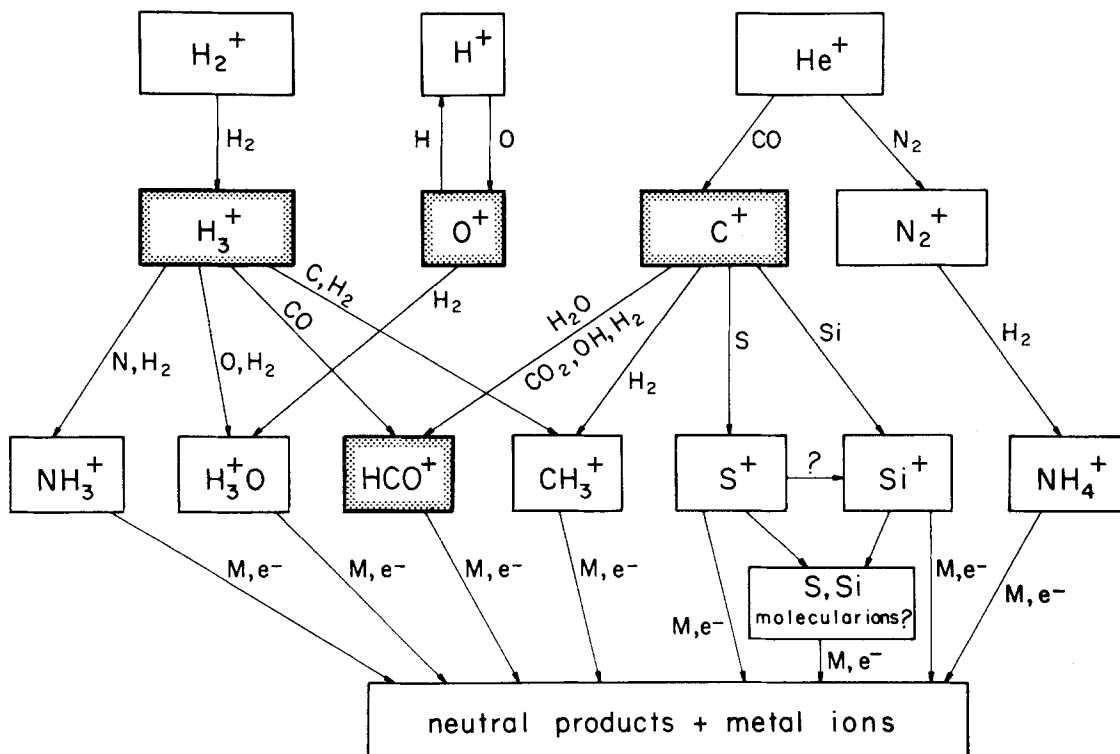 H₂⁺
H⁺
He⁺
H₂
H
O
CO
N₂
H₃⁺
O⁺
C⁺
N₂⁺
C, H₂
CO
H₂
H₂O
CO₂, OH, H₂
S
Si
N, H₂
O, H₂
H₂
H₂
NH₃⁺
H₃⁺O
HCO⁺
CH₃⁺
S⁺
?
Si⁺
NH₄⁺
M, e⁻
M, e⁻
M, e⁻
M, e⁻
M, e⁻
S, Si
molecular ions?
M, e⁻
M, e⁻
M, e⁻
neutral products + metal ions